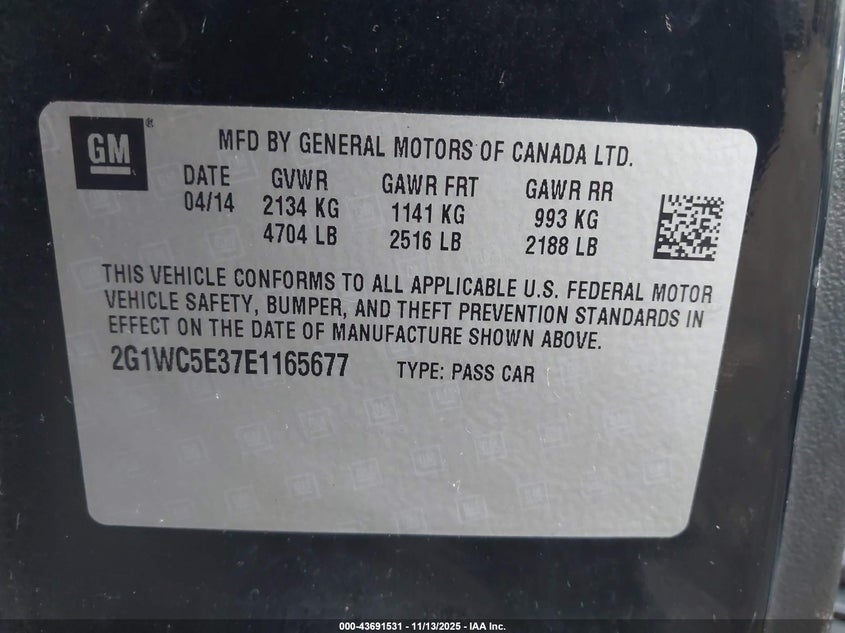 GM®
MFD BY GENERAL MOTORS OF CANADA LTD.
DATE GVWR GAWR FRT GAWR RR
04/14 2134 KG 1141 KG 993 KG
4704 LB 2516 LB 2188 LB
THIS VEHICLE CONFORMS TO ALL APPLICABLE U.S. FEDERAL MOTOR
VEHICLE SAFETY, BUMPER, AND THEFT PREVENTION STANDARDS IN
EFFECT ON THE DATE OF MANUFACTURE SHOWN ABOVE.
2G1WC5E37E1165677 TYPE: PASS CAR
000-43691531 - 11/13/2025 - IAA Inc.